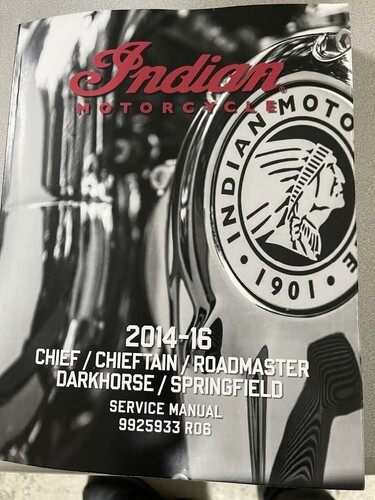 Indian
MOTORCYCLE
INDIAN MOTO
1901
2014-16
CHIEF / CHIEFTAIN / ROADMASTER
DARKHORSE / SPRINGFIELD
SERVICE MANUAL
9925933 R06